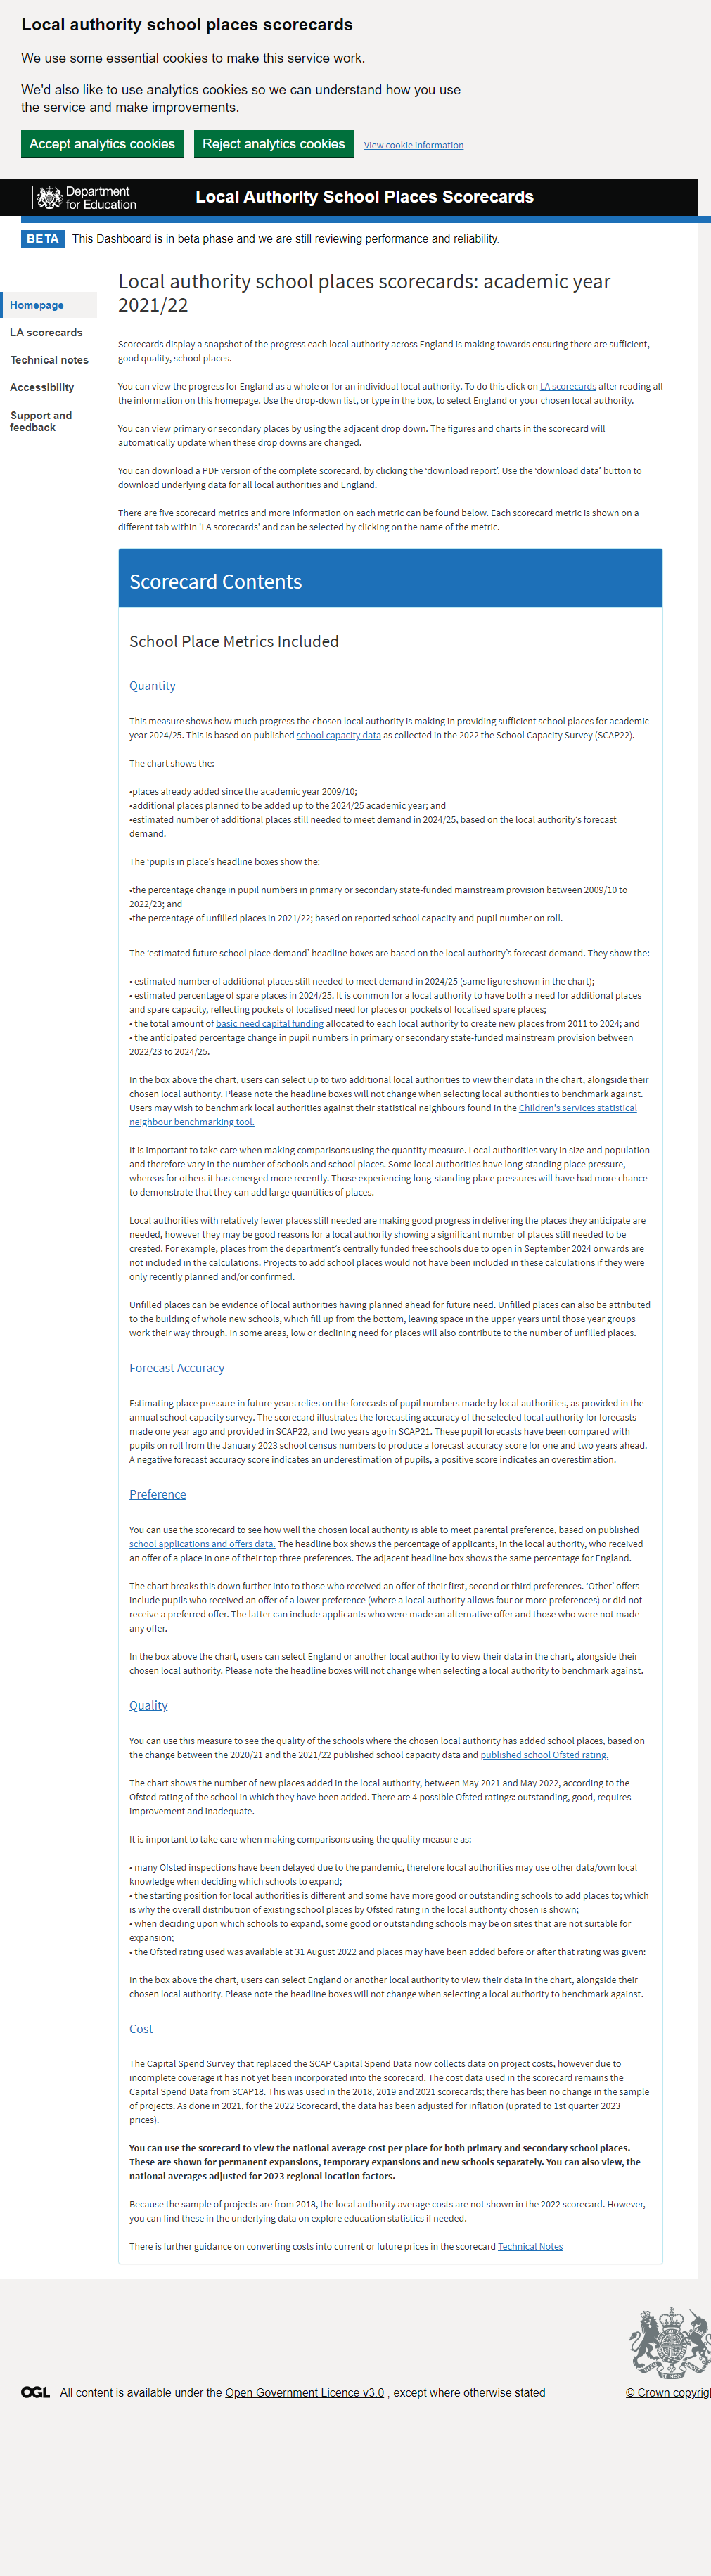 Local authority school places scorecards
We use some essential cookies to make this service work.
We'd also like to use analytics cookies so we can understand how you use
the service and make improvements.
Accept analytics cookies Reject analytics cookies View cookie information
Department
for Education
Local Authority School Places Scorecards
BETA This Dashboard is in beta phase and we are still reviewing performance and reliability.
Homepage
LA scorecards
Technical notes
Accessibility
Support and
feedback
Local authority school places scorecards: academic year
2021/22
Scorecards display a snapshot of the progress each local authority across England is making towards ensuring there are sufficient,
good quality, school places.
You can view the progress for England as a whole or for an individual local authority. To do this click on LA scorecards after reading all
the information on this homepage. Use the drop-down list, or type in the box, to select England or your chosen local authority.
You can view primary or secondary places by using the adjacent drop down. The figures and charts in the scorecard will
automatically update when these drop downs are changed.
You can download a PDF version of the complete scorecard, by clicking the ‘download report’. Use the ‘download data’ button to
download underlying data for all local authorities and England.
There are five scorecard metrics and more information on each metric can be found below. Each scorecard metric is shown on a
different tab within 'LA scorecards' and can be selected by clicking on the name of the metric.
Scorecard Contents
School Place Metrics Included
Quantity
This measure shows how much progress the chosen local authority is making in providing sufficient school places for academic
year 2024/25. This is based on published school capacity data as collected in the 2022 the School Capacity Survey (SCAP22).
The chart shows the:
•places already added since the academic year 2009/10;
•additional places planned to be added up to the 2024/25 academic year; and
•estimated number of additional places still needed to meet demand in 2024/25, based on the local authority’s forecast
demand.
The ‘pupils in place’s headline boxes show the:
•the percentage change in pupil numbers in primary or secondary state-funded mainstream provision between 2009/10 to
2022/23; and
•the percentage of unfilled places in 2021/22; based on reported school capacity and pupil number on roll.
The ‘estimated future school place demand’ headline boxes are based on the local authority’s forecast demand. They show the:
• estimated number of additional places still needed to meet demand in 2024/25 (same figure shown in the chart);
• estimated percentage of spare places in 2024/25. It is common for a local authority to have both a need for additional places
and spare capacity, reflecting pockets of localised need for places or pockets of localised spare places;
• the total amount of basic need capital funding allocated to each local authority to create new places from 2011 to 2024; and
• the anticipated percentage change in pupil numbers in primary or secondary state-funded mainstream provision between
2022/23 to 2024/25.
In the box above the chart, users can select up to two additional local authorities to view their data in the chart, alongside their
chosen local authority. Please note the headline boxes will not change when selecting local authorities to benchmark against.
Users may wish to benchmark local authorities against their statistical neighbours found in the Children’s services statistical
neighbour benchmarking tool.
It is important to take care when making comparisons using the quantity measure. Local authorities vary in size and population
and therefore vary in the number of schools and school places. Some local authorities have long-standing place pressure,
whereas for others it has emerged more recently. Those experiencing long-standing place pressures will have had more chance
to demonstrate that they can add large quantities of places.
Local authorities with relatively fewer places still needed are making good progress in delivering the places they anticipate are
needed, however they may be good reasons for a local authority showing a significant number of places still needed to be
created. For example, places from the department’s centrally funded free schools due to open in September 2024 onwards are
not included in the calculations. Projects to add school places would not have been included in these calculations if they were
only recently planned and/or confirmed.
Unfilled places can be evidence of local authorities having planned ahead for future need. Unfilled places can also be attributed
to the building of whole new schools, which fill up from the bottom, leaving space in the upper years until those year groups
work their way through. In some areas, low or declining need for places will also contribute to the number of unfilled places.
Forecast Accuracy
Estimating place pressure in future years relies on the forecasts of pupil numbers made by local authorities, as provided in the
annual school capacity survey. The scorecard illustrates the forecasting accuracy of the selected local authority for forecasts
made one year ago and provided in SCAP22, and two years ago in SCAP21. These pupil forecasts have been compared with
pupils on roll from the January 2023 school census numbers to produce a forecast accuracy score for one and two years ahead.
A negative forecast accuracy score indicates an underestimation of pupils, a positive score indicates an overestimation.
Preference
You can use the scorecard to see how well the chosen local authority is able to meet parental preference, based on published
school applications and offers data. The headline box shows the percentage of applicants, in the local authority, who received
an offer of a place in one of their top three preferences. The adjacent headline box shows the same percentage for England.
The chart breaks this down further into to those who received an offer of their first, second or third preferences. ‘Other’ offers
include pupils who received an offer of a lower preference (where a local authority allows four or more preferences) or did not
receive a preferred offer. The latter can include applicants who were made an alternative offer and those who were not made
any offer.
In the box above the chart, users can select England or another local authority to view their data in the chart, alongside their
chosen local authority. Please note the headline boxes will not change when selecting a local authority to benchmark against.
Quality
You can use this measure to see the quality of the schools where the chosen local authority has added school places, based on
the change between the 2020/21 and the 2021/22 published school capacity data and published school Ofsted rating.
The chart shows the number of new places added in the local authority, between May 2021 and May 2022, according to the
Ofsted rating of the school in which they have been added. There are 4 possible Ofsted ratings: outstanding, good, requires
improvement and inadequate.
It is important to take care when making comparisons using the quality measure as:
• many Ofsted inspections have been delayed due to the pandemic, therefore local authorities may use other data/own local
knowledge when deciding which schools to expand;
• the starting position for local authorities is different and some have more good or outstanding schools to add places to; which
is why the overall distribution of existing school places by Ofsted rating in the local authority chosen is shown;
• when deciding upon which schools to expand, some good or outstanding schools may be on sites that are not suitable for
expansion;
• the Ofsted rating used was available at 31 August 2022 and places may have been added before or after that rating was given:
In the box above the chart, users can select England or another local authority to view their data in the chart, alongside their
chosen local authority. Please note the headline boxes will not change when selecting a local authority to benchmark against.
Cost
The Capital Spend Survey that replaced the SCAP Capital Spend Data now collects data on project costs, however due to
incomplete coverage it has not yet been incorporated into the scorecard. The cost data used in the scorecard remains the
Capital Spend Data from SCAP18. This was used in the 2018, 2019 and 2021 scorecards; there has been no change in the sample
of projects. As done in 2021, for the 2022 Scorecard, the data has been adjusted for inflation (uprated to 1st quarter 2023
prices).
You can use the scorecard to view the national average cost per place for both primary and secondary school places.
These are shown for permanent expansions, temporary expansions and new schools separately. You can also view, the
national averages adjusted for 2023 regional location factors.
Because the sample of projects are from 2018, the local authority average costs are not shown in the 2022 scorecard. However,
you can find these in the underlying data on explore education statistics if needed.
There is further guidance on converting costs into current or future prices in the scorecard Technical Notes
OGL All content is available under the Open Government Licence v3.0 , except where otherwise stated
© Crown copyrig